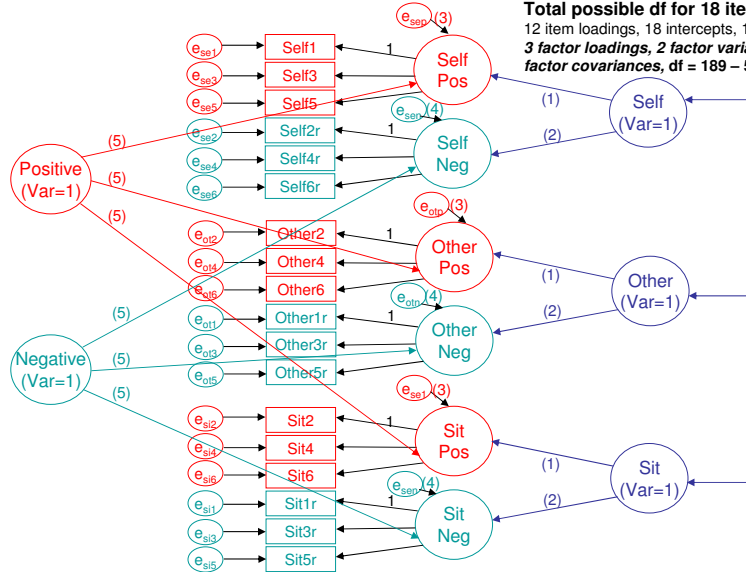 Total possible df for 18 ite
12 item loadings, 18 intercepts, 1
3 factor loadings, 2 factor varia
factor covariances, df = 189 – 5
e_sep (3)
e_se1 Self1 1
e_se3 Self3
e_se5 Self5
Self
Pos
e_sen (4)
e_se2 Self2r 1
e_se4 Self4r
e_se6 Self6r
Self
Neg
(1)
(2)
Self
(Var=1)
Positive
(Var=1)
(5)
(5)
(5)
e_otp (3)
e_ot2 Other2 1
e_ot4 Other4
e_ot6 Other6
Other
Pos
e_otn (4)
e_ot1 Other1r 1
e_ot3 Other3r
e_ot5 Other5r
Other
Neg
(1)
(2)
Other
(Var=1)
Negative
(Var=1)
(5)
(5)
(5)
e_se1 (3)
e_si2 Sit2 1
e_si4 Sit4
e_si6 Sit6
Sit
Pos
e_sen (4)
e_si1 Sit1r 1
e_si3 Sit3r
e_si5 Sit5r
Sit
Neg
(1)
(2)
Sit
(Var=1)